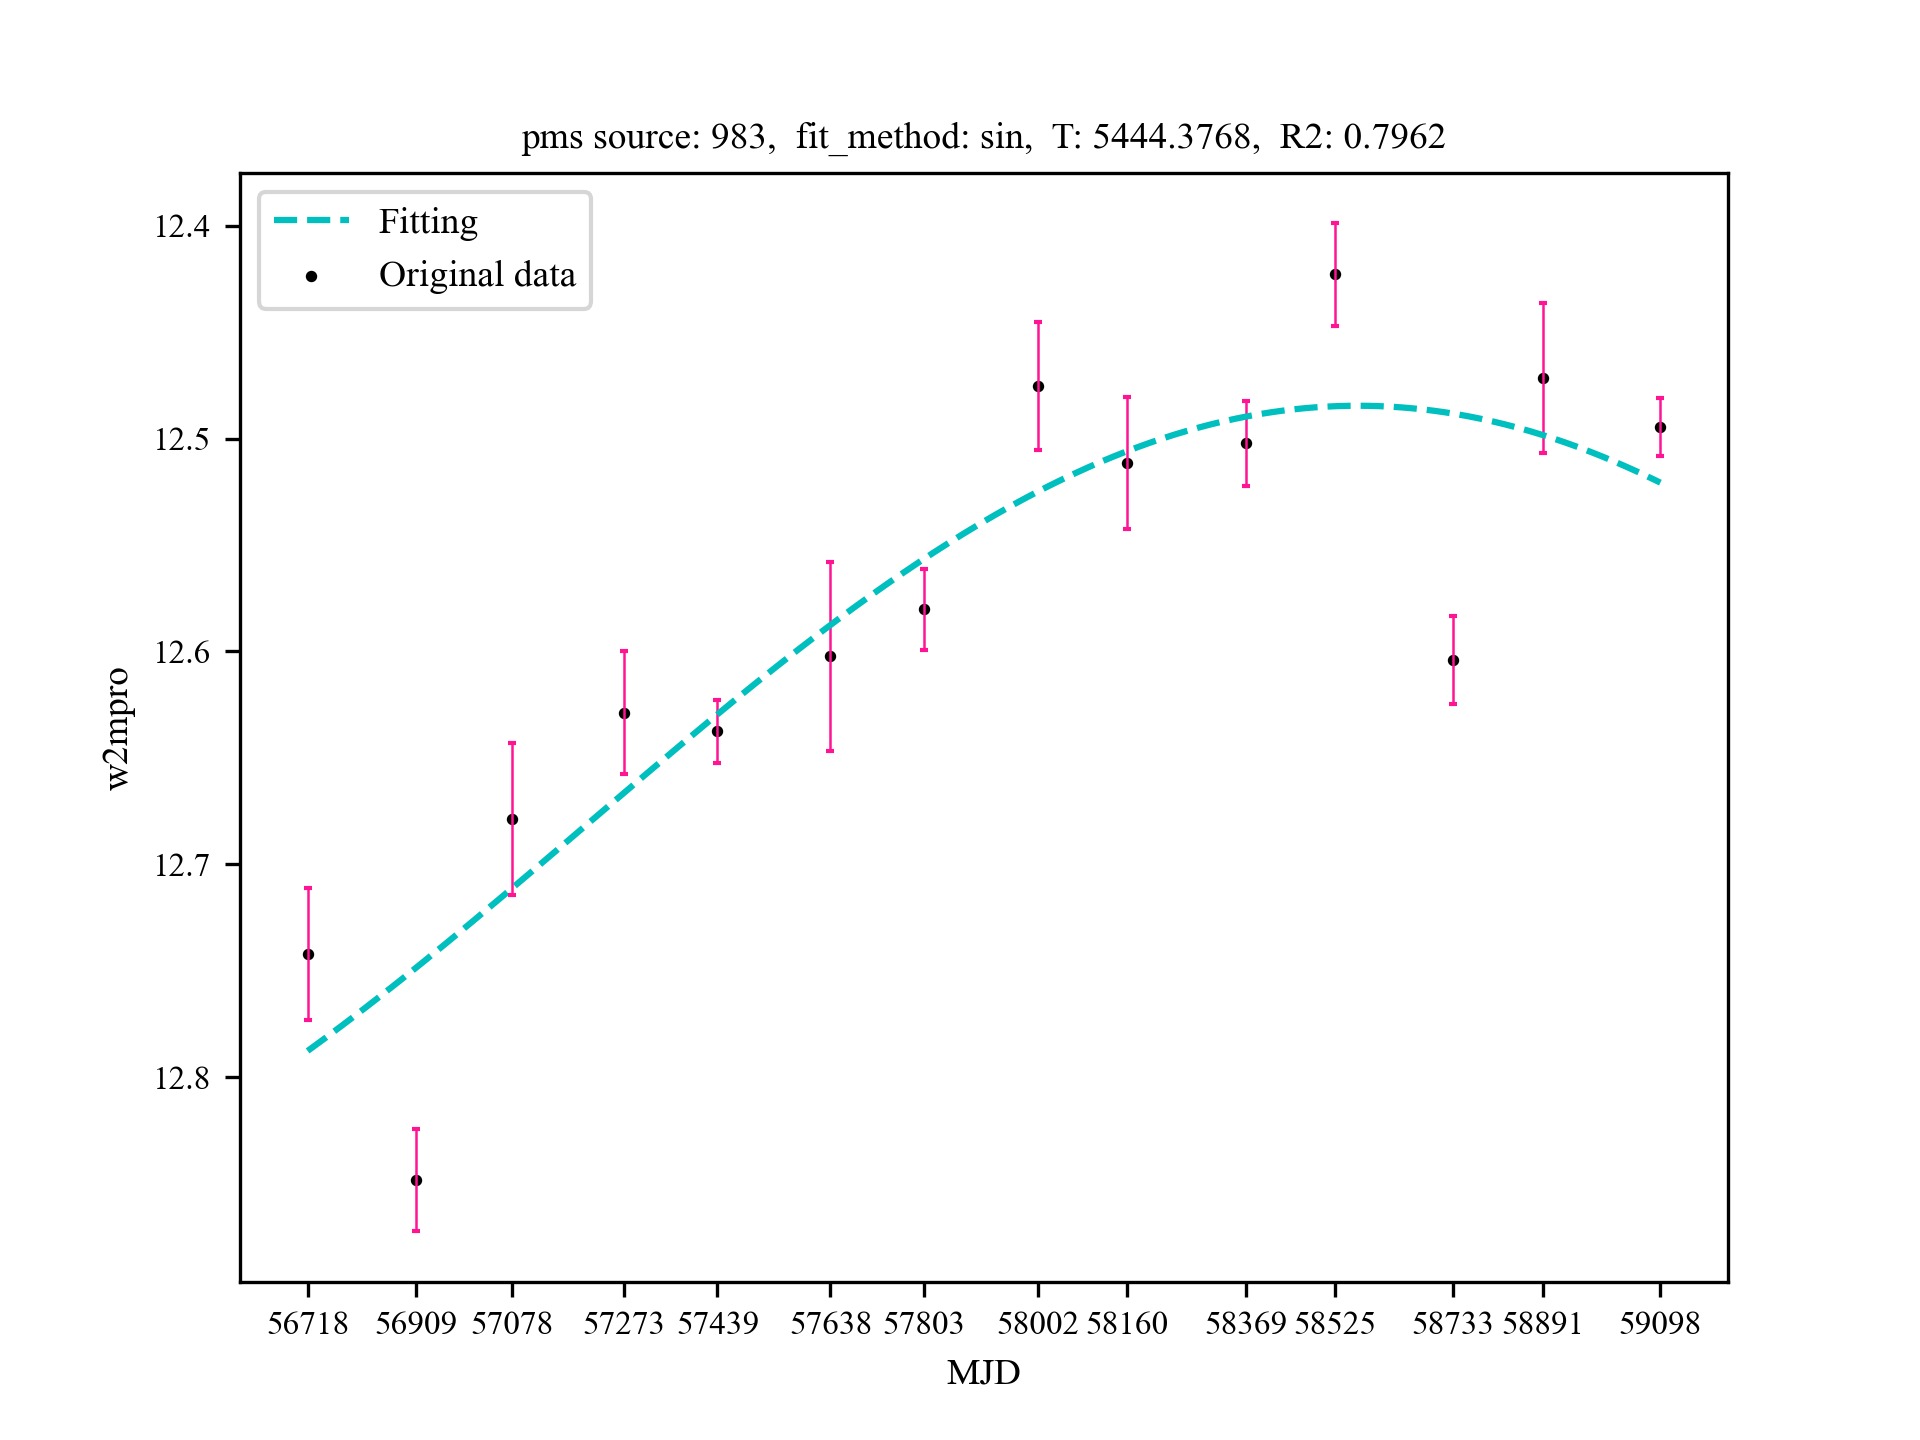 pms source: 983,  fit_method: sin,  T: 5444.3768,  R2: 0.7962
Fitting
Original data
12.4
12.5
12.6
12.7
12.8
w2mpro
56718 56909 57078 57273 57439 57638 57803 58002 58160 58369 58525 58733 58891 59098
MJD